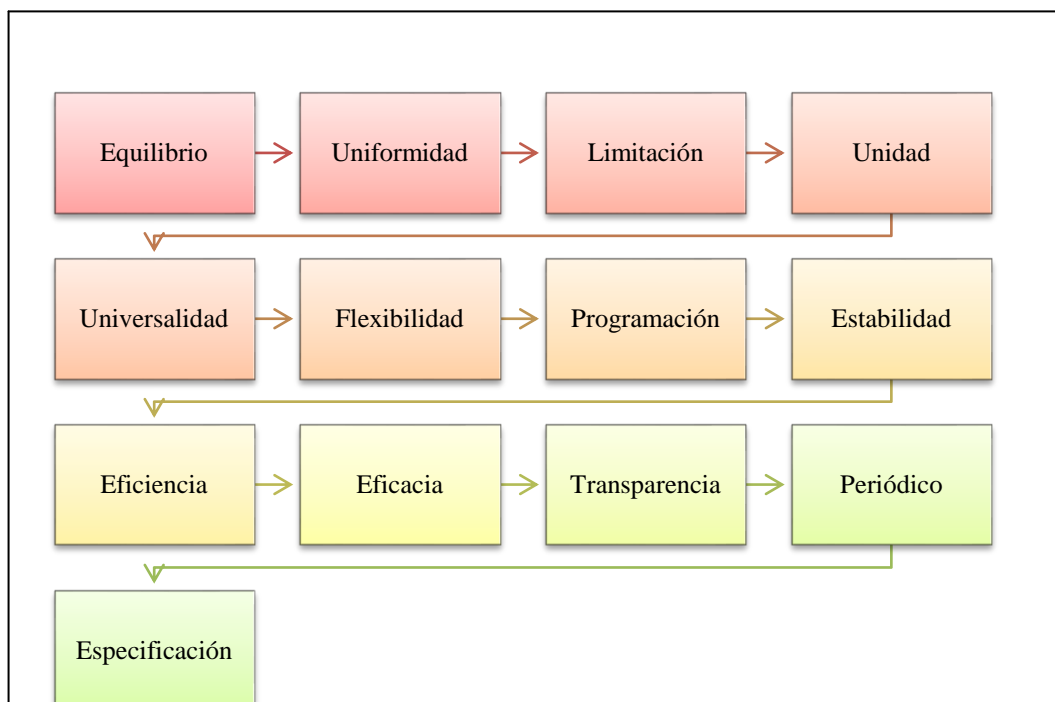 Equilibrio
Uniformidad
Limitación
Unidad
Universalidad
Flexibilidad
Programación
Estabilidad
Eficiencia
Eficacia
Transparencia
Periódico
Especificación